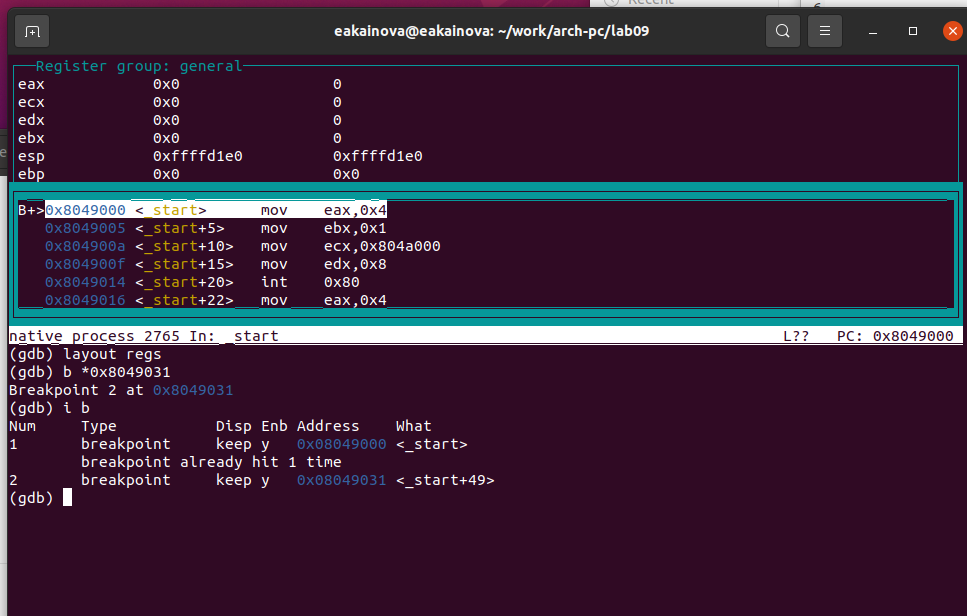 Recent
eakainova@eakainova: ~/work/arch-pc/lab09
Register group: general
eax 0x0 0
ecx 0x0 0
edx 0x0 0
ebx 0x0 0
esp 0xffffd1e0 0xffffd1e0
ebp 0x0 0x0
B+>0x8049000 <_start> mov eax,0x4
0x8049005 <_start+5> mov ebx,0x1
0x804900a <_start+10> mov ecx,0x804a000
0x804900f <_start+15> mov edx,0x8
0x8049014 <_start+20> int 0x80
0x8049016 <_start+22> mov eax,0x4
native process 2765 In: _start L?? PC: 0x8049000
(gdb) layout regs
(gdb) b *0x8049031
Breakpoint 2 at 0x8049031
(gdb) i b
Num Type Disp Enb Address What
1 breakpoint keep y 0x08049000 <_start>
breakpoint already hit 1 time
2 breakpoint keep y 0x08049031 <_start+49>
(gdb)